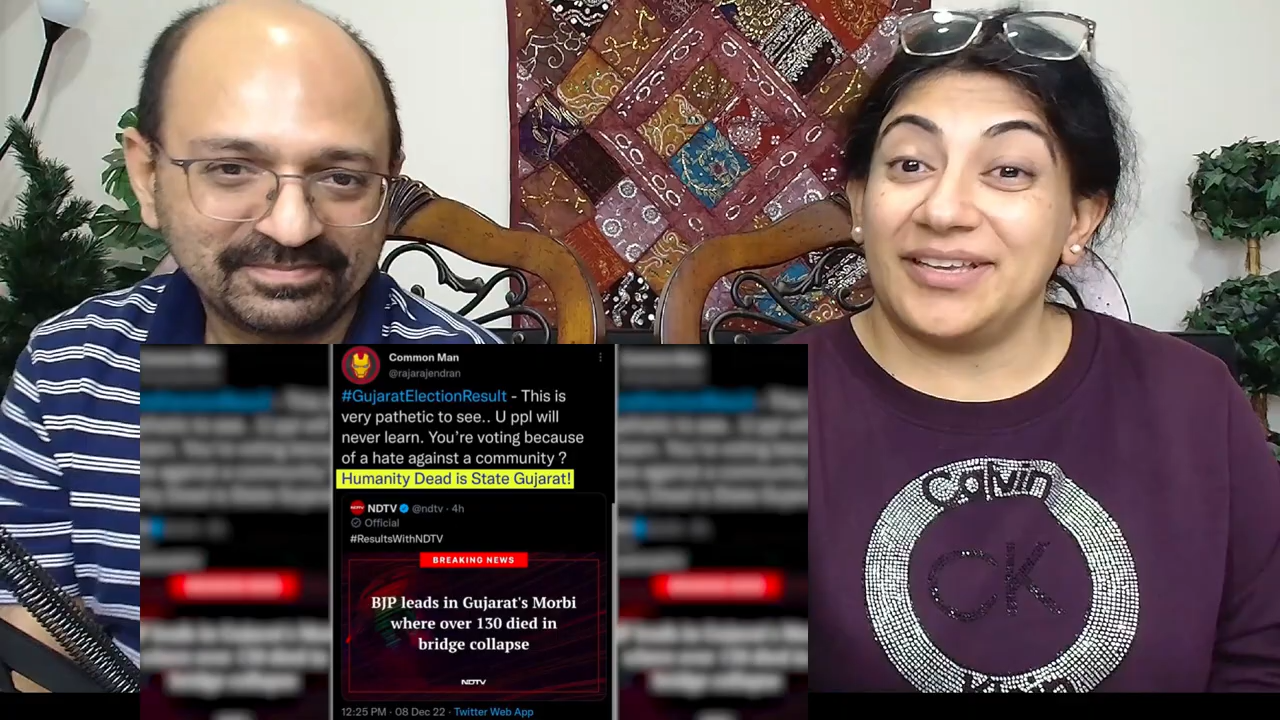 Common Man
@rajarajendran
#GujaratElectionResult - This is
very pathetic to see.. U ppl will
never learn. You're voting because
of a hate against a community ?
Humanity Dead is State Gujarat!
NDTV @ndtv · 4h
Official
#ResultsWithNDTV
BREAKING NEWS
BJP leads in Gujarat's Morbi
where over 130 died in
bridge collapse
NDTV
12:25 PM · 08 Dec 22 · Twitter Web App
Calvin
CK